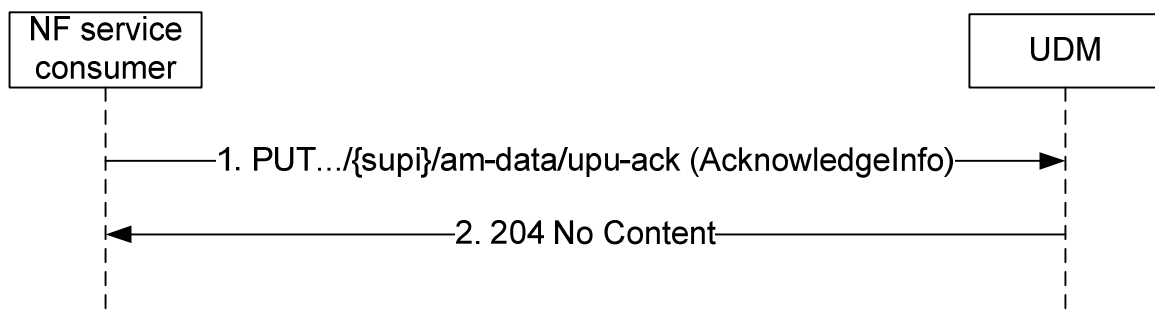 NF service
consumer
UDM
1. PUT.../{supi}/am-data/upu-ack (AcknowledgeInfo)
2. 204 No Content